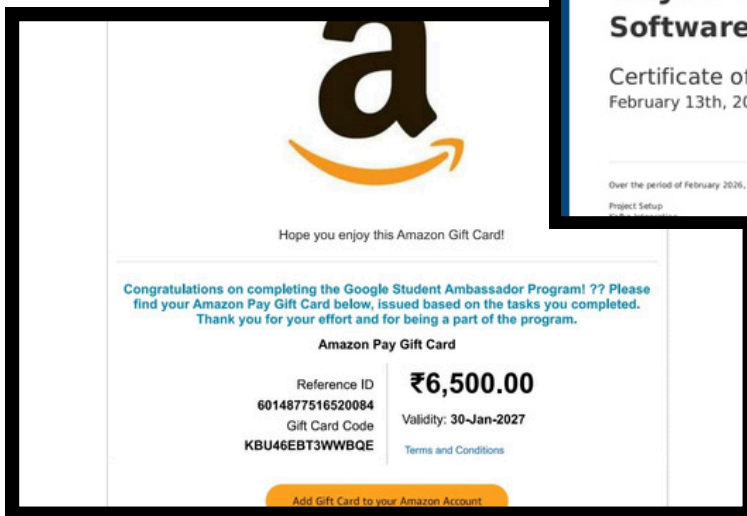 Software
Certificate of
February 13th, 20
Over the period of February 2026,
Project Setup
a
Hope you enjoy this Amazon Gift Card!
Congratulations on completing the Google Student Ambassador Program! ?? Please
find your Amazon Pay Gift Card below, issued based on the tasks you completed.
Thank you for your effort and for being a part of the program.
Amazon Pay Gift Card
Reference ID
6014877516520084
Gift Card Code
KBU46EBT3WWBQE
₹6,500.00
Validity: 30-Jan-2027
Terms and Conditions
Add Gift Card to your Amazon Account